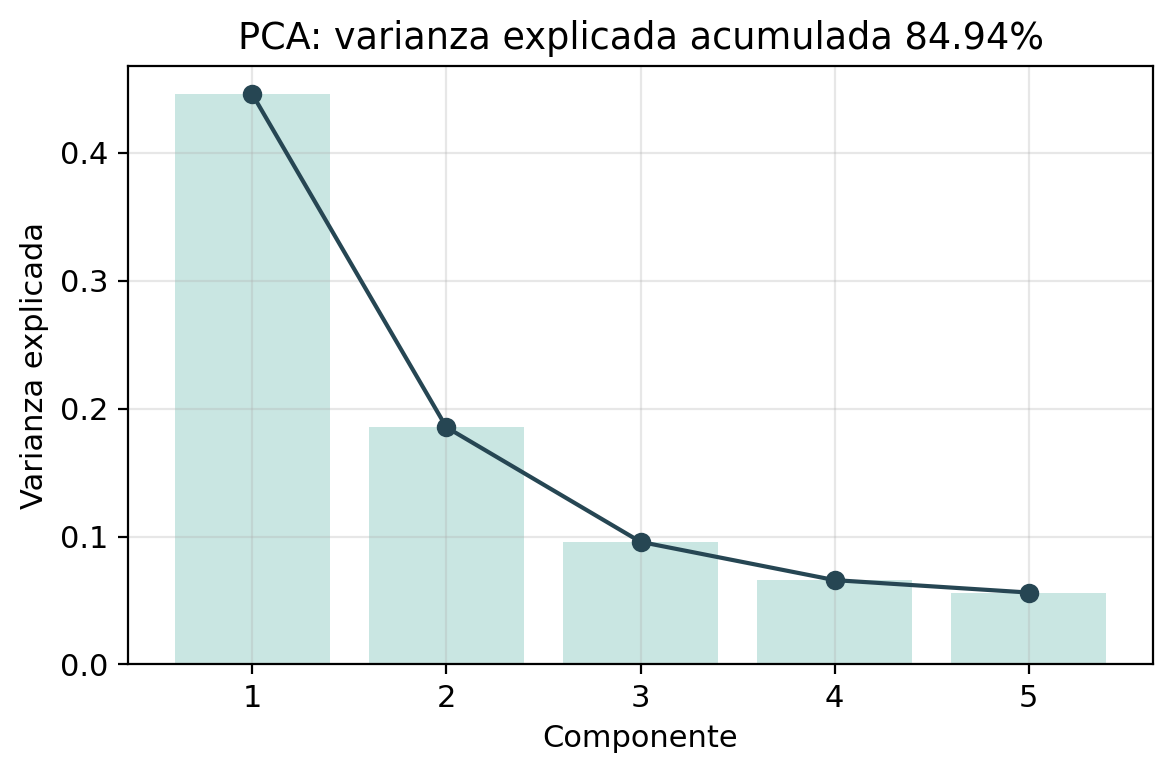 PCA: varianza explicada acumulada 84.94%
Varianza explicada
0.4
0.3
0.2
0.1
0.0
1 2 3 4 5
Componente